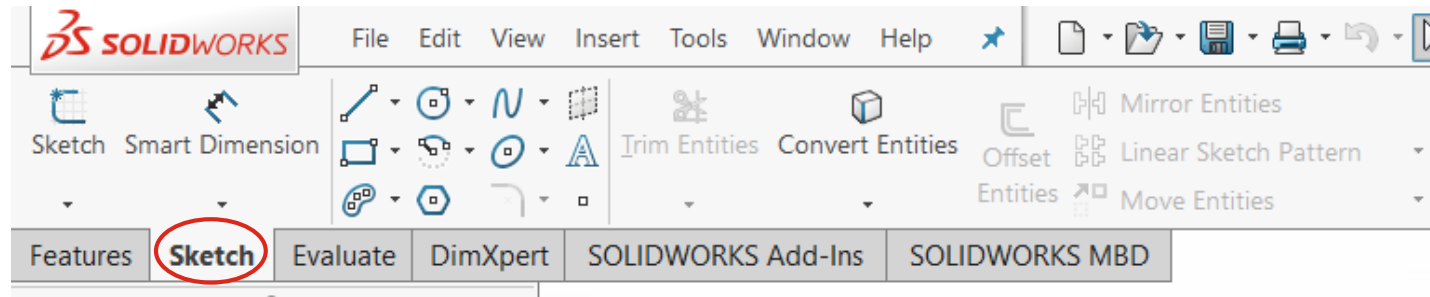 SOLIDWORKS File Edit View Insert Tools Window Help
Sketch Smart Dimension Trim Entities Convert Entities Offset Entities Mirror Entities
Linear Sketch Pattern
Move Entities
Features Sketch Evaluate DimXpert SOLIDWORKS Add-Ins SOLIDWORKS MBD